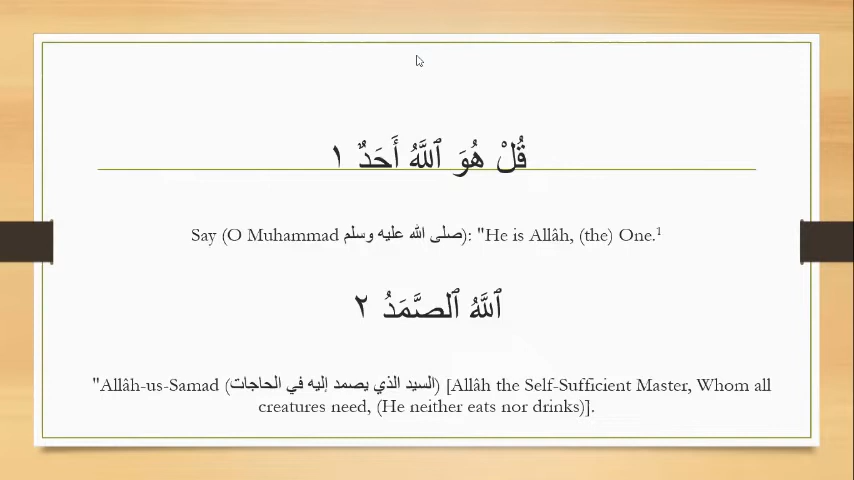 قُلْ هُوَ ٱللَّهُ أَحَدٌ ١
Say (O Muhammad صلى الله عليه وسلم): "He is Allâh, (the) One.¹
ٱللَّهُ ٱلصَّمَدُ ٢
"Allâh-us-Samad (السيد الذي يصمد إليه في الحاجات) [Allâh the Self-Sufficient Master, Whom all
creatures need, (He neither eats nor drinks)].